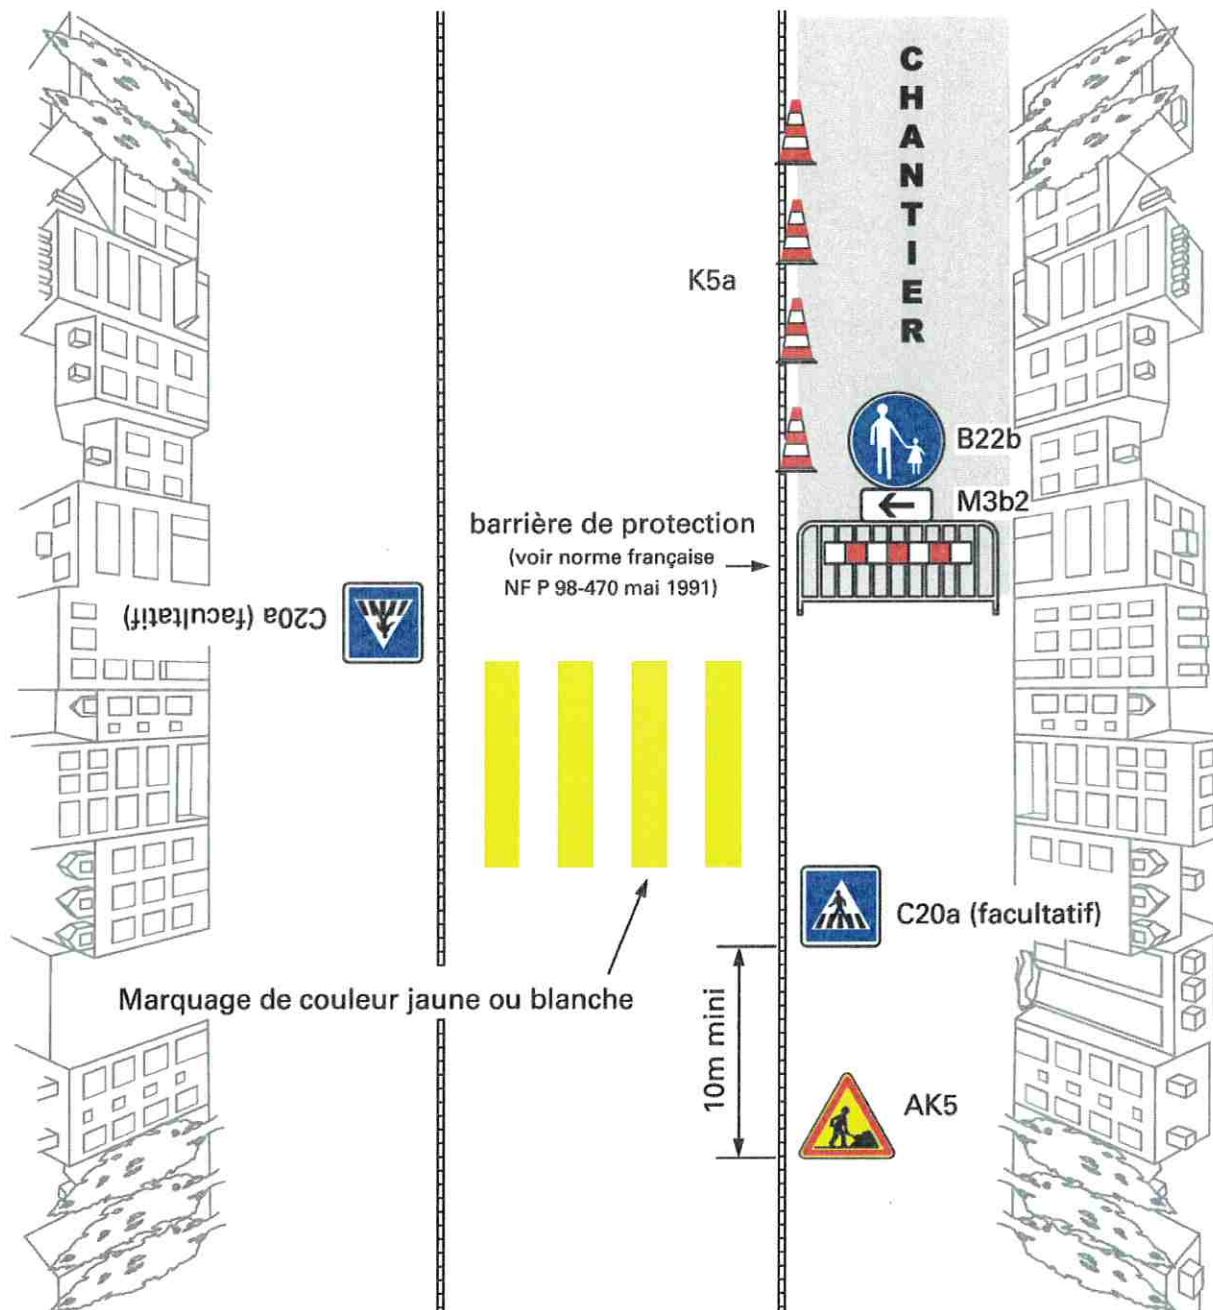 CHANTIER
K5a
B22b
M3b2
barrière de protection
(voir norme française
NF P 98-470 mai 1991)
C20a (facultatif)
C20a (facultatif)
Marquage de couleur jaune ou blanche
10m mini
AK5